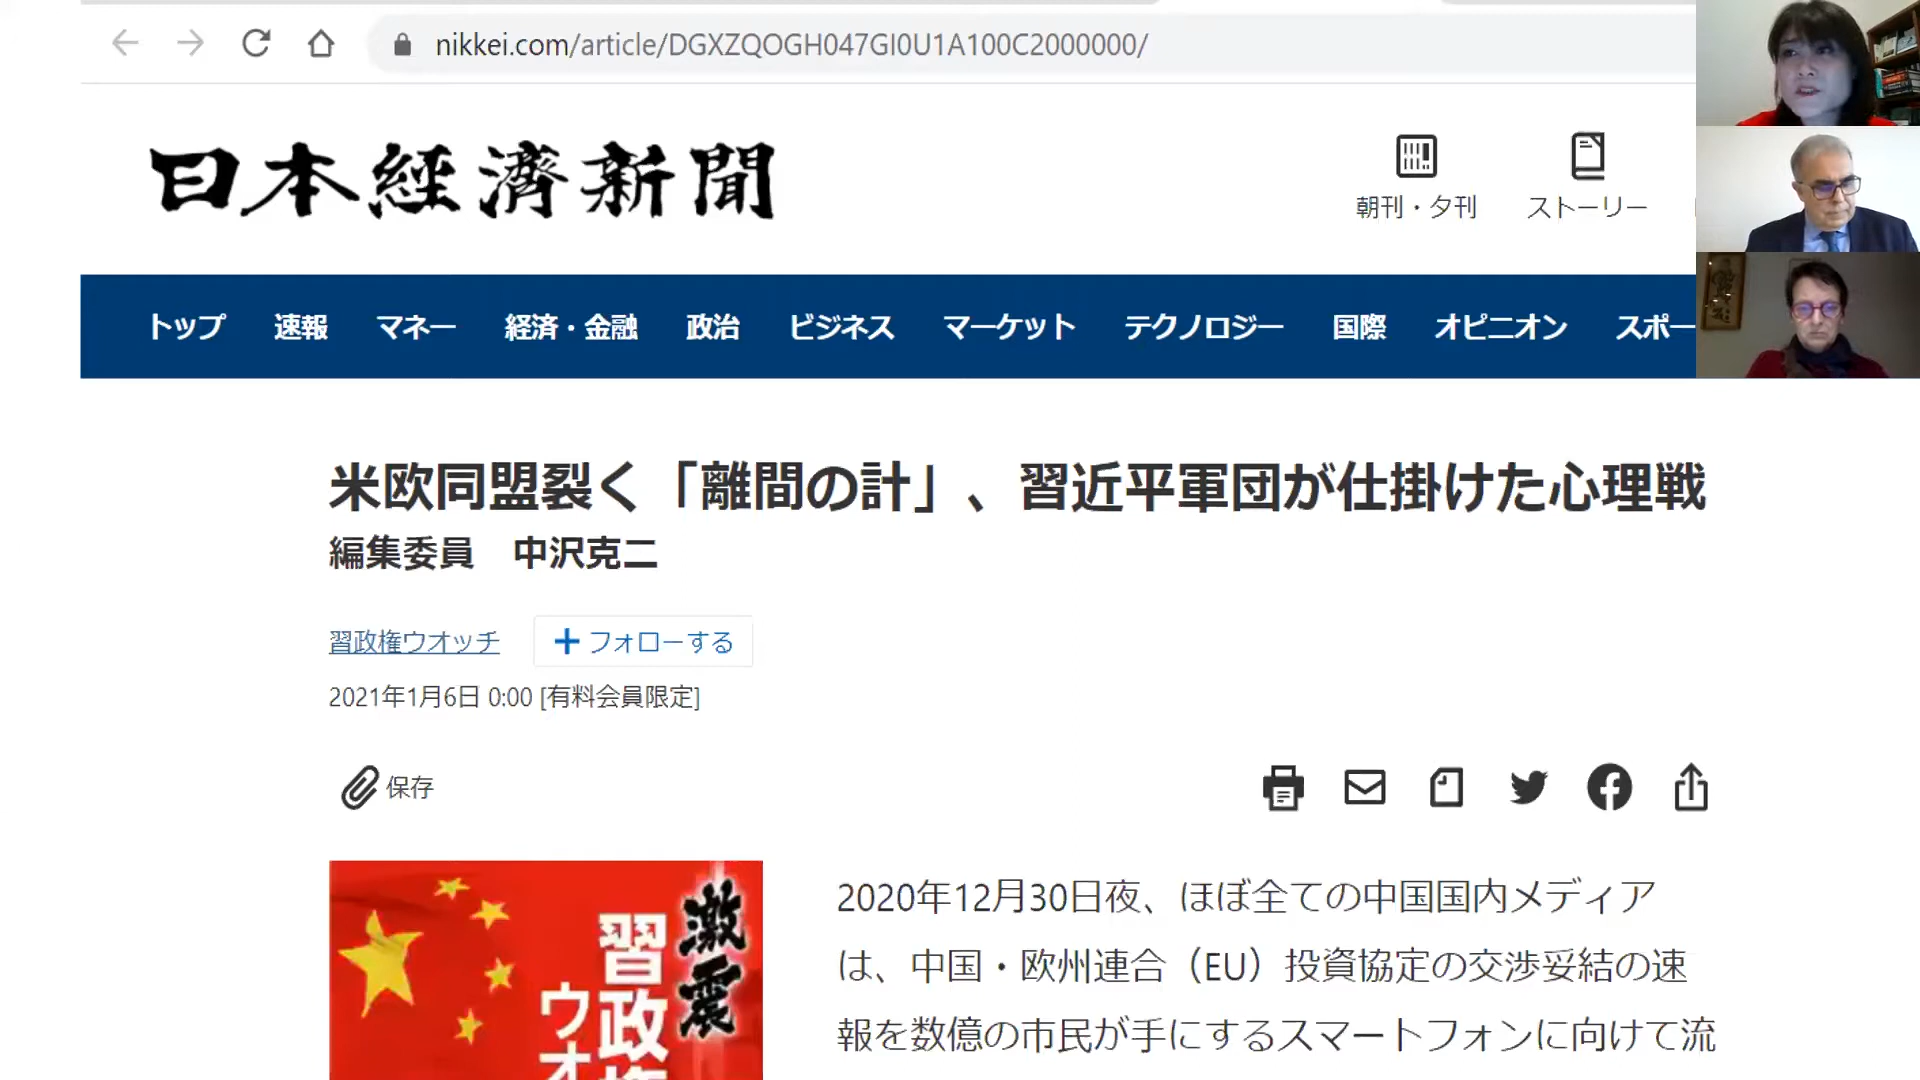 nikkei.com/article/DGXZQOGH047GI0U1A100C2000000/
日本経済新聞
朝刊・夕刊 ストーリー
トップ 速報 マネー 経済・金融 政治 ビジネス マーケット テクノロジー 国際 オピニオン スポー
米欧同盟裂く「離間の計」、習近平軍団が仕掛けた心理戦
編集委員 中沢克二
習政権ウオッチ + フォローする
2021年1月6日 0:00 [有料会員限定]
保存
激震
習政権
ウオ
2020年12月30日夜、ほぼ全ての中国国内メディア
は、中国・欧州連合（EU）投資協定の交渉妥結の速
報を数億の市民が手にするスマートフォンに向けて流